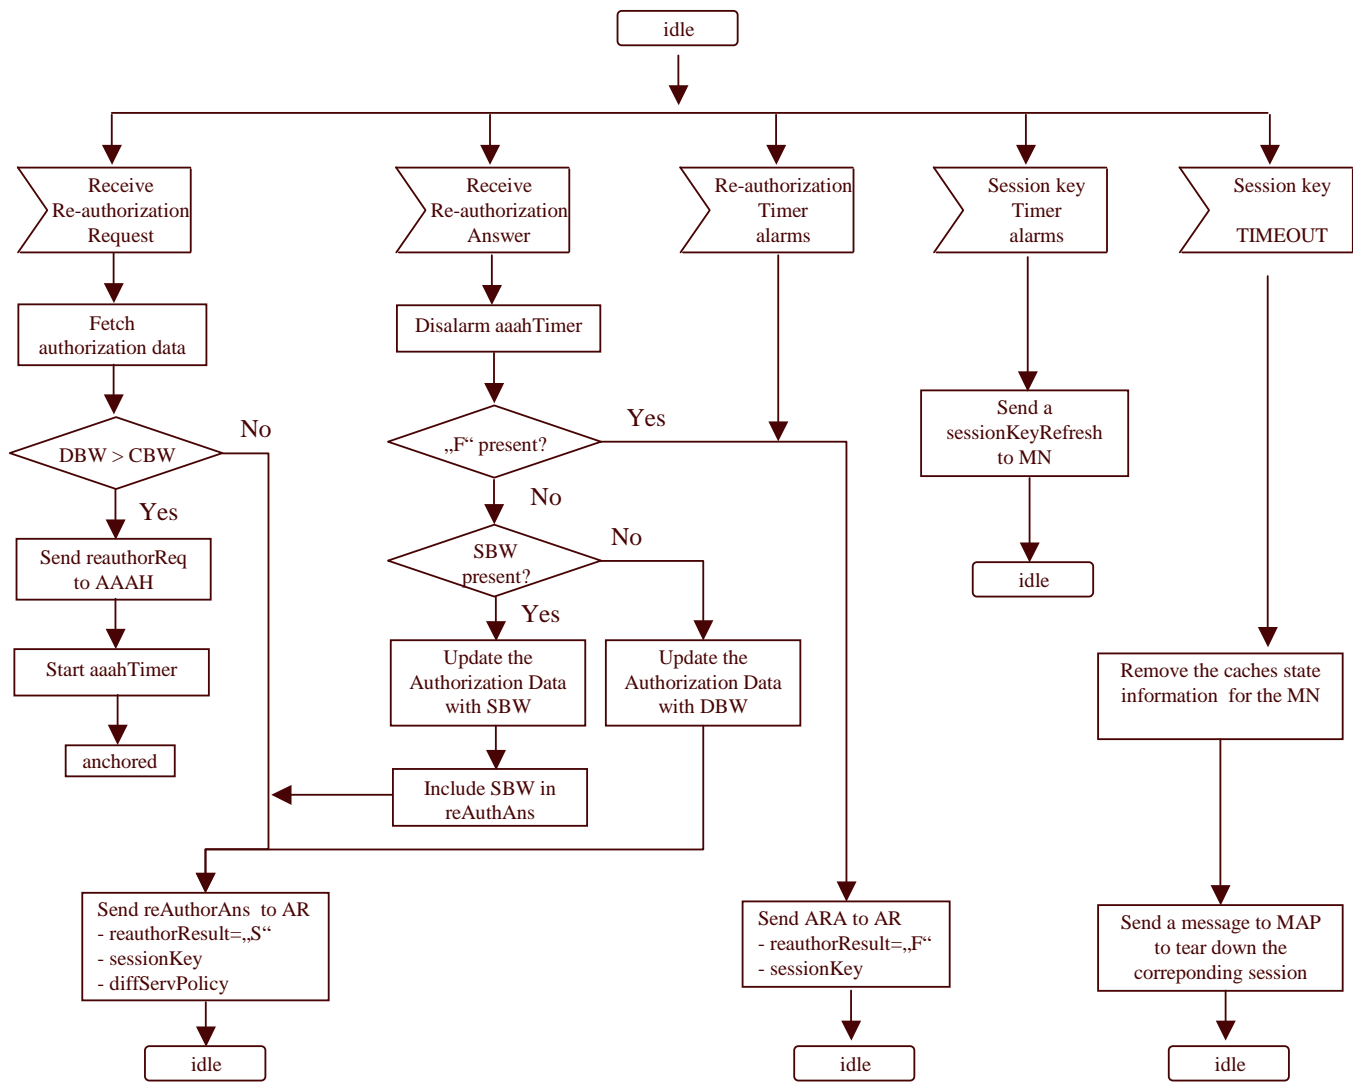 idle
Receive
Re-authorization
Request
Receive
Re-authorization
Answer
Re-authorization
Timer
alarms
Session key
Timer
alarms
Session key
TIMEOUT
Fetch
authorization data
Disalarm aaahTimer
DBW > CBW
No
Yes
„F“ present?
Yes
No
Send a
sessionKeyRefresh
to MN
idle
Send reauthorReq
to AAAH
SBW
present?
No
Yes
Start aaahTimer
anchored
Update the
Authorization Data
with SBW
Update the
Authorization Data
with DBW
Remove the caches state
information for the MN
Include SBW in
reAuthAns
Send reAuthorAns to AR
- reauthorResult=„S“
- sessionKey
- diffServPolicy
Send ARA to AR
- reauthorResult=„F“
- sessionKey
Send a message to MAP
to tear down the
correponding session
idle
idle
idle